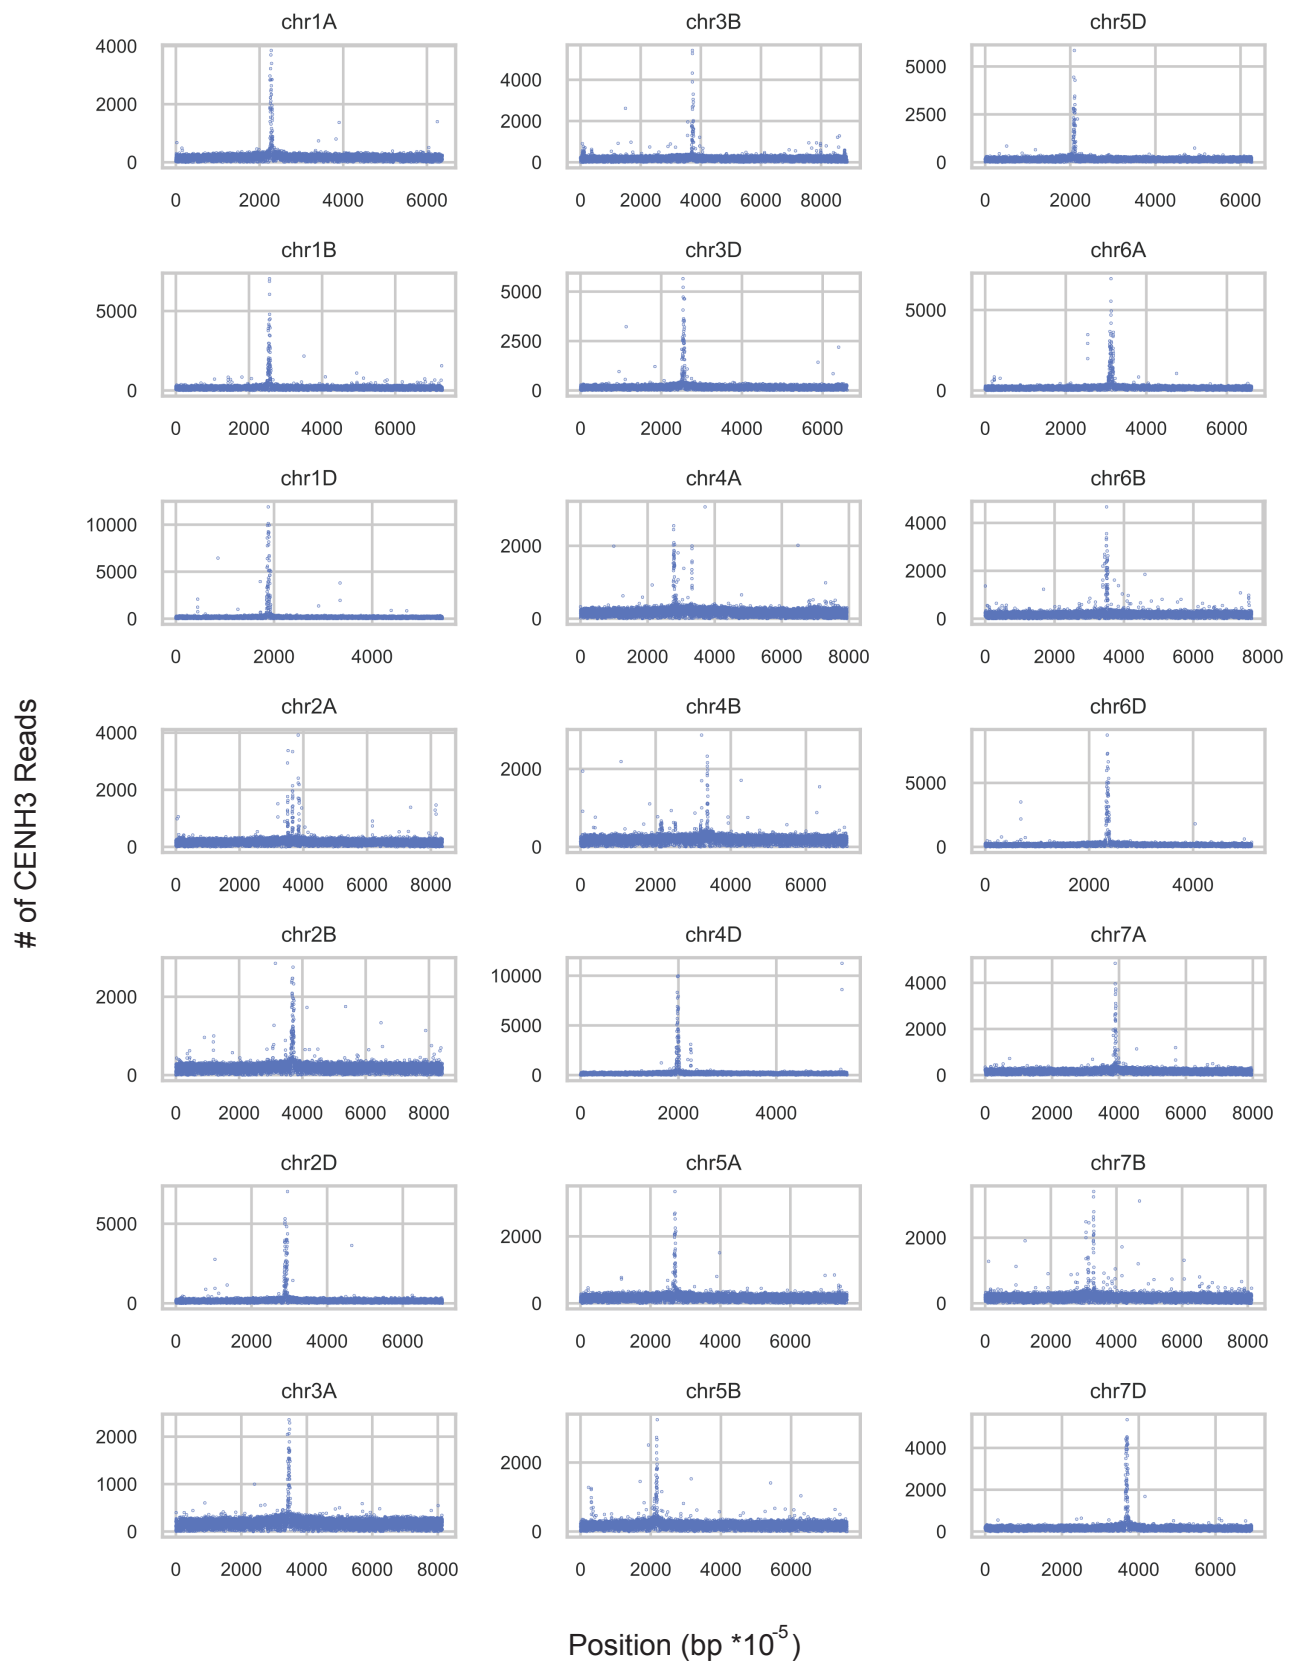 chr1A
chr3B
chr5D
4000
2000
0
0 2000 4000 6000
4000
2000
0
0 2000 4000 6000 8000
5000
2500
0
0 2000 4000 6000
chr1B
chr3D
chr6A
5000
0
0 2000 4000 6000
5000
2500
0
0 2000 4000 6000
5000
0
0 2000 4000 6000
chr1D
chr4A
chr6B
10000
5000
0
0 2000 4000
2000
0
0 2000 4000 6000 8000
4000
2000
0
0 2000 4000 6000 8000
# of CENH3 Reads
chr2A
chr4B
chr6D
4000
2000
0
0 2000 4000 6000 8000
2000
0
0 2000 4000 6000
5000
0
0 2000 4000
chr2B
chr4D
chr7A
2000
0
0 2000 4000 6000 8000
10000
5000
0
0 2000 4000
4000
2000
0
0 2000 4000 6000 8000
chr2D
chr5A
chr7B
5000
0
0 2000 4000 6000
2000
0
0 2000 4000 6000
2000
0
0 2000 4000 6000 8000
chr3A
chr5B
chr7D
2000
1000
0
0 2000 4000 6000 8000
2000
0
0 2000 4000 6000
4000
2000
0
0 2000 4000 6000
Position (bp *10^-5)